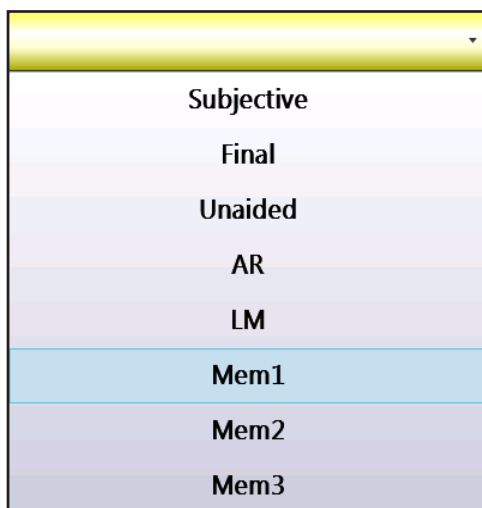 Subjective
Final
Unaided
AR
LM
Mem1
Mem2
Mem3